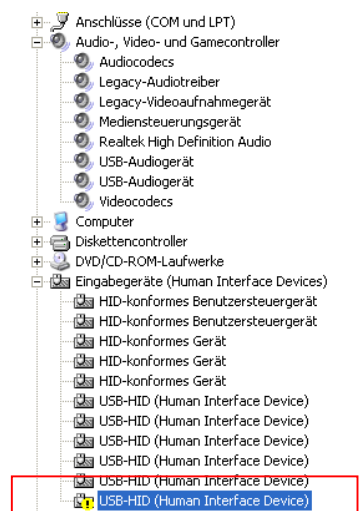 Anschlüsse (COM und LPT)
Audio-, Video- und Gamecontroller
Audiocodecs
Legacy-Audiotreiber
Legacy-Videoaufnahmegerät
Mediensteuerungsgerät
Realtek High Definition Audio
USB-Audiogerät
USB-Audiogerät
Videocodecs
Computer
Diskettencontroller
DVD/CD-ROM-Laufwerke
Eingabegeräte (Human Interface Devices)
HID-konformes Benutzersteuergerät
HID-konformes Benutzersteuergerät
HID-konformes Gerät
HID-konformes Gerät
HID-konformes Gerät
USB-HID (Human Interface Device)
USB-HID (Human Interface Device)
USB-HID (Human Interface Device)
USB-HID (Human Interface Device)
USB-HID (Human Interface Device)
USB-HID (Human Interface Device)